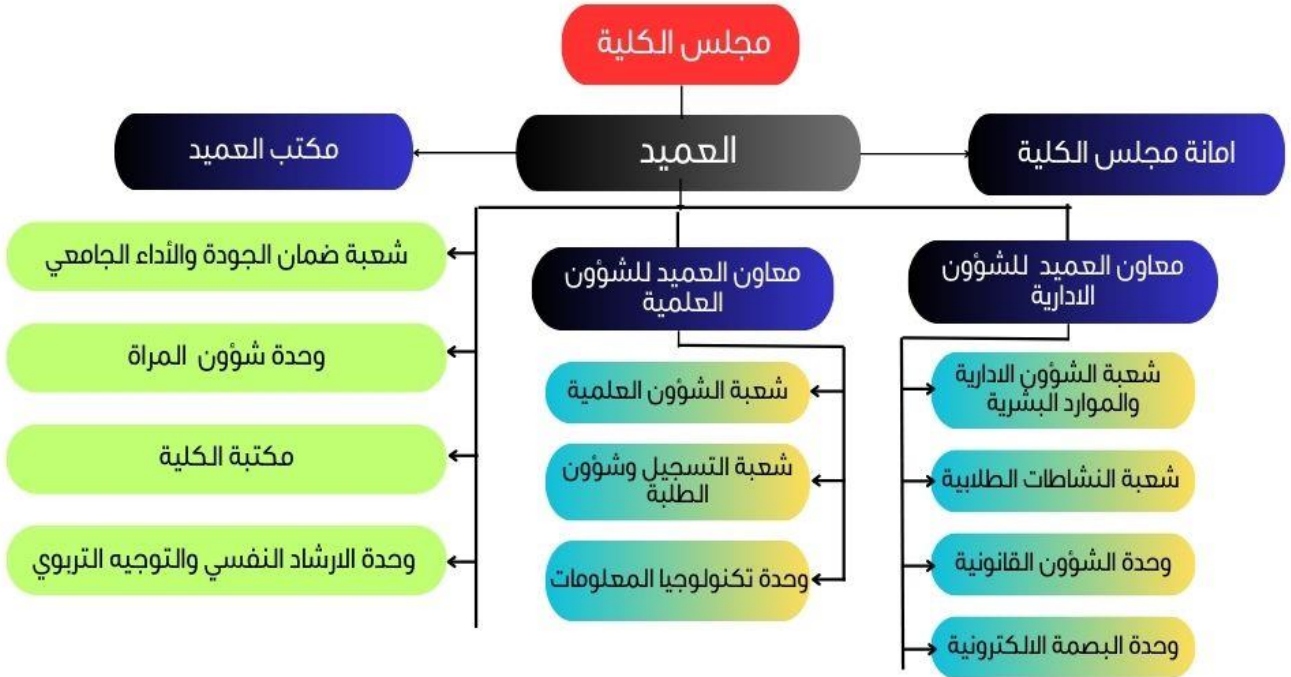 مجلس الكلية
امانة مجلس الكلية
العميد
مكتب العميد
معاون العميد للشؤون
الادارية
شعبة الشؤون الادارية
والموارد البشرية
شعبة النشاطات الطلابية
وحدة الشؤون القانونية
وحدة البصمة الالكترونية
معاون العميد للشؤون
العلمية
شعبة الشؤون العلمية
شعبة التسجيل وشؤون
الطلبة
وحدة تكنولوجيا المعلومات
شعبة ضمان الجودة والأداء الجامعي
وحدة شؤون المراة
مكتبة الكلية
وحدة الارشاد النفسي والتوجيه التربوي